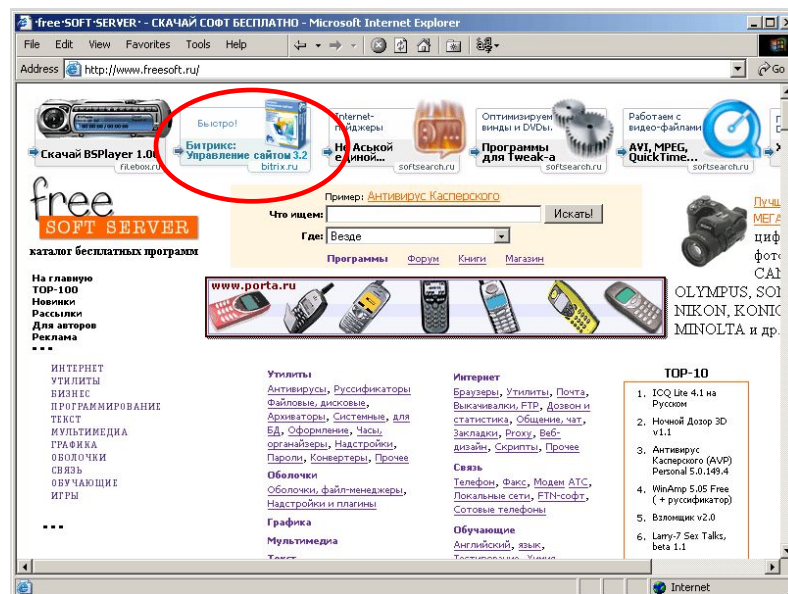 ·free·SOFT·SERVER· - СКАЧАЙ СОФТ БЕСПЛАТНО - Microsoft Internet Explorer
File Edit View Favorites Tools Help
Address http://www.freesoft.ru/ Go
Скачай BSPlayer 1.00
filebox.ru
Быстро!
Битрикс:
Управление сайтом 3.2
bitrix.ru
Internet-
пейджеры
Не Аськой
единой...
softsearch.ru
Оптимизируем
винды и DVDы.
Программы
для Tweak-а
softsearch.ru
Работаем с
видео-файлами
AVI, MPEG,
QuickTime...
softsearch.ru
free
SOFT SERVER
каталог бесплатных программ
Пример: Антивирус Касперского
Что ищем: Искать!
Где: Везде
Программы Форум Книги Магазин
МЕГА
OLYMPUS,
NIKON,
MINOLTA и др.
На главную
TOP-100
Новинки
Рассылки
Для авторов
Реклама
www.porta.ru
ИНТЕРНЕТ
УТИЛИТЫ
БИЗНЕС
ПРОГРАММИРОВАНИЕ
ТЕКСТ
МУЛЬТИМЕДИА
ГРАФИКА
ОБОЛОЧКИ
СВЯЗЬ
ОБУЧАЮЩИЕ
ИГРЫ
Утилиты
Антивирусы, Руссификаторы
Файловые, дисковые,
Архиваторы, Системные, для
БД, Оформление, Часы,
органайзеры, Надстройки,
Пароли, Конвертеры, Прочее
Оболочки
Оболочки, файл-менеджеры,
Надстройки и плагины
Графика
Мультимедиа
Текст
Интернет
Браузеры, Утилиты, Почта,
Выкачивалки, FTP, Дозвон и
статистика, Общение, чат,
Закладки, Proxy, Веб-
дизайн, Скрипты, Прочее
Связь
Телефон, Факс, Модем АТС,
Локальные сети, FTN-софт,
Сотовые телефоны
Обучающие
Английский, язык,
Тестирование, Химия
TOP-10
1. ICQ Lite 4.1 на
Русском
2. Ночной Дозор 3D
v1.1
3. Антивирус
Касперского (AVP)
Personal 5.0.149.4
4. WinAmp 5.05 Free
( + руссификатор)
5. Взломщик v2.0
6. Larry-7 Sex Talks,
beta 1.1
Internet